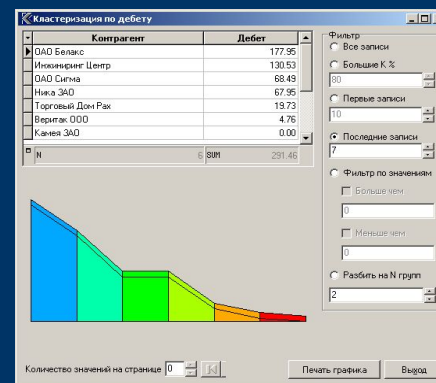 Кластеризация по дебету
Контрагент Дебет
ОАО Белакс 177.95
Инжиниринг Центр 130.53
ОАО Сигма 68.49
Ника ЗАО 67.95
Торговый Дом Рах 19.73
Веритак ООО 4.76
Камея ЗАО 0.00
N 6 SUM 291.46
Фильтр
Все записи
Большие К %
80
Первые записи
10
Последние записи
7
Фильтр по значениям
Больше чем
0
Меньше чем
0
Разбить на N групп
2
Количество значений на странице 0
Печать графика Выход